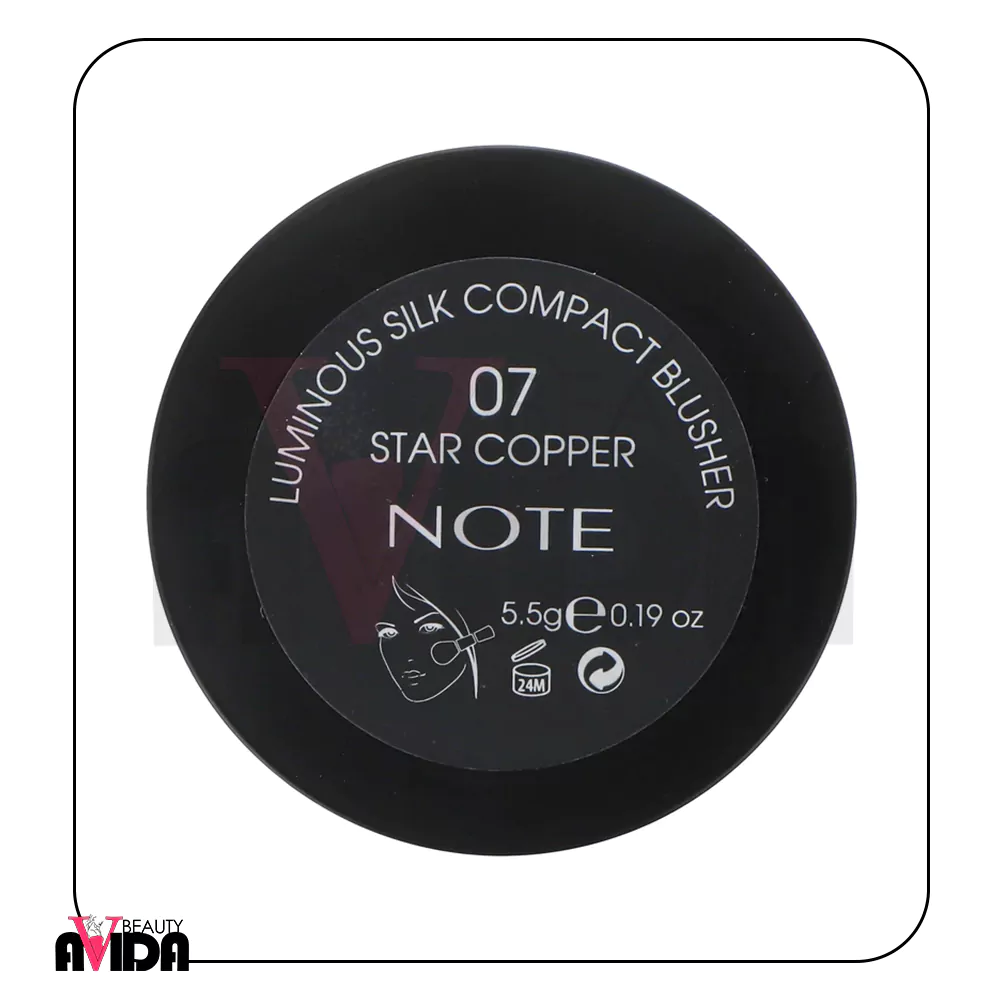 LUMINOUS SILK COMPACT BLUSHER
07
STAR COPPER
NOTE
5.5g e 0.19 oz
24M
BEAUTY
AVIDA